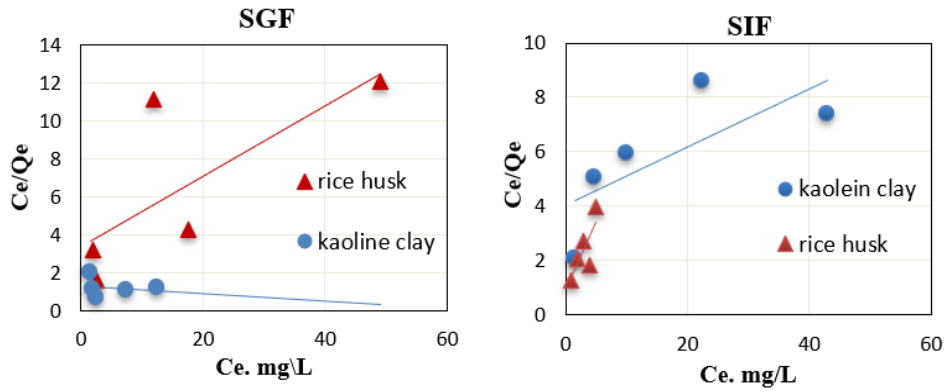 SGF
14
12
10
8
6
4
2
0
Ce/Qe
rice husk
kaoline clay
0 20 40 60
Ce. mg\L
SIF
10
8
6
4
2
0
Ce/Qe
kaolein clay
rice husk
0 20 40 60
Ce. mg/L